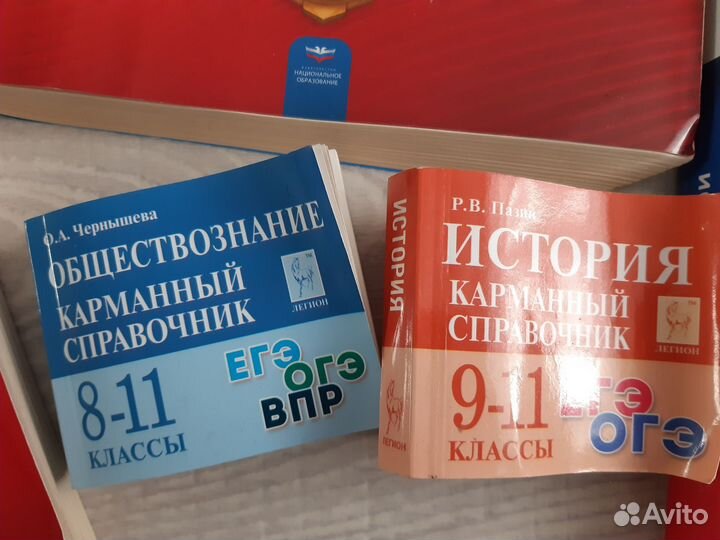 НАЦИОНАЛЬНОЕ
ОБРАЗОВАНИЕ
О.А. Чернышева
ОБЩЕСТВОЗНАНИЕ
КАРМАННЫЙ
СПРАВОЧНИК
ЛЕГИОН
8-11
КЛАССЫ
ЕГЭ
ОГЭ
ВПР
ИСТОРИЯ
ЛЕГИОН
Р.В. Пазин
ИСТОРИЯ
КАРМАННЫЙ
СПРАВОЧНИК
TM
ЛЕГИОН
9-11
КЛАССЫ
ЕГЭ
ОГЭ
Avito